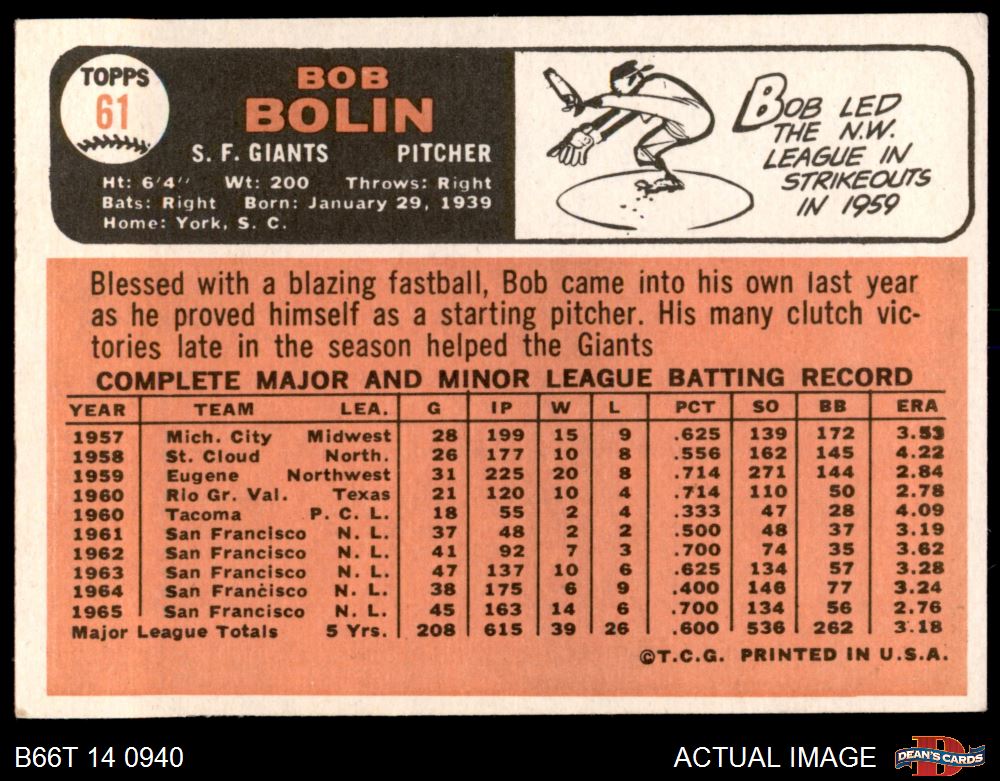 TOPPS
61
BOB
BOLIN
S. F. GIANTS PITCHER
Ht: 6'4'' Wt: 200 Throws: Right
Bats: Right Born: January 29, 1939
Home: York, S. C.
BOB LED
THE N.W.
LEAGUE IN
STRIKEOUTS
IN 1959
Blessed with a blazing fastball, Bob came into his own last year
as he proved himself as a starting pitcher. His many clutch vic-
tories late in the season helped the Giants
COMPLETE MAJOR AND MINOR LEAGUE BATTING RECORD
YEAR TEAM LEA. G IP W L PCT SO BB ERA
1957 Mich. City Midwest 28 199 15 9 .625 139 172 3.53
1958 St. Cloud North. 26 177 10 8 .556 162 145 4.22
1959 Eugene Northwest 31 225 20 8 .714 271 144 2.84
1960 Rio Gr. Val. Texas 21 120 10 4 .714 110 50 2.78
1960 Tacoma P. C. L. 18 55 2 4 .333 47 28 4.09
1961 San Francisco N. L. 37 48 2 2 .500 48 37 3.19
1962 San Francisco N. L. 41 92 7 3 .700 74 35 3.62
1963 San Francisco N. L. 47 137 10 6 .625 134 57 3.28
1964 San Francisco N. L. 38 175 6 9 .400 146 77 3.24
1965 San Francisco N. L. 45 163 14 6 .700 134 56 2.76
Major League Totals 5 Yrs. 208 615 39 26 .600 536 262 3.18
©T.C.G. PRINTED IN U.S.A.
B66T 14 0940
ACTUAL IMAGE
DEAN'S CARDS